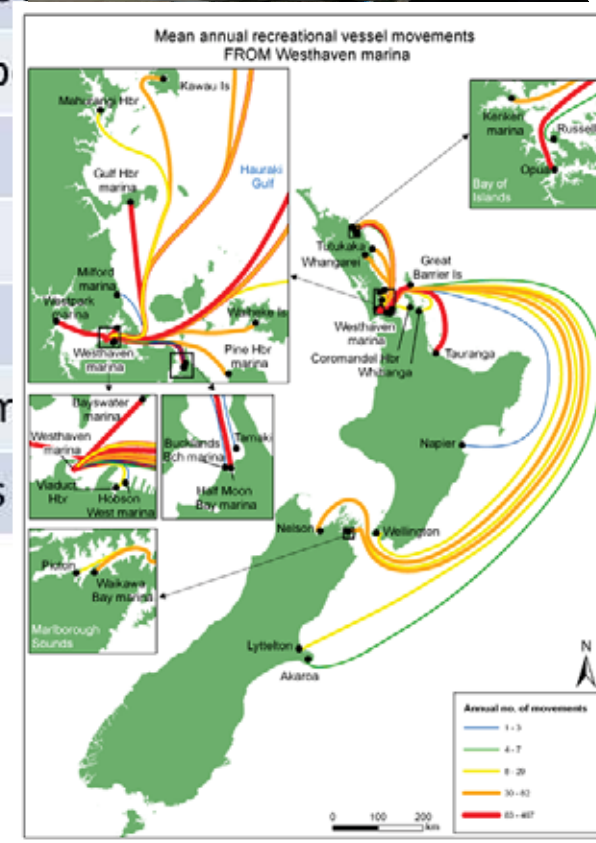 Mean annual recreational vessel movements
FROM Westhaven marina
Kawau Is
Mahurangi Hbr
Gulf Hbr
marina
Hauraki
Gulf
Milford
marina
Westpark
marina
Westhaven
marina
Waiheke Is
Pine Hbr
marina
Kerikeri
marina
Russell
Opua
Bay of
Islands
Tutukaka
Whangarei
Great
Barrier Is
Westhaven
marina
Coromandel Hbr
Whitianga
Tauranga
Bayswater
marina
Westhaven
marina
Viaduct
Hbr
Hobson
West marina
Bucklands
Bch marina
Tamaki
Half Moon
Bay marina
Napier
Nelson
Wellington
Picton
Waikawa
Bay marina
Marlborough
Sounds
Lyttelton
Akaroa
N
Annual no. of movements
1 - 3
4 - 7
8 - 29
0 100 200
km